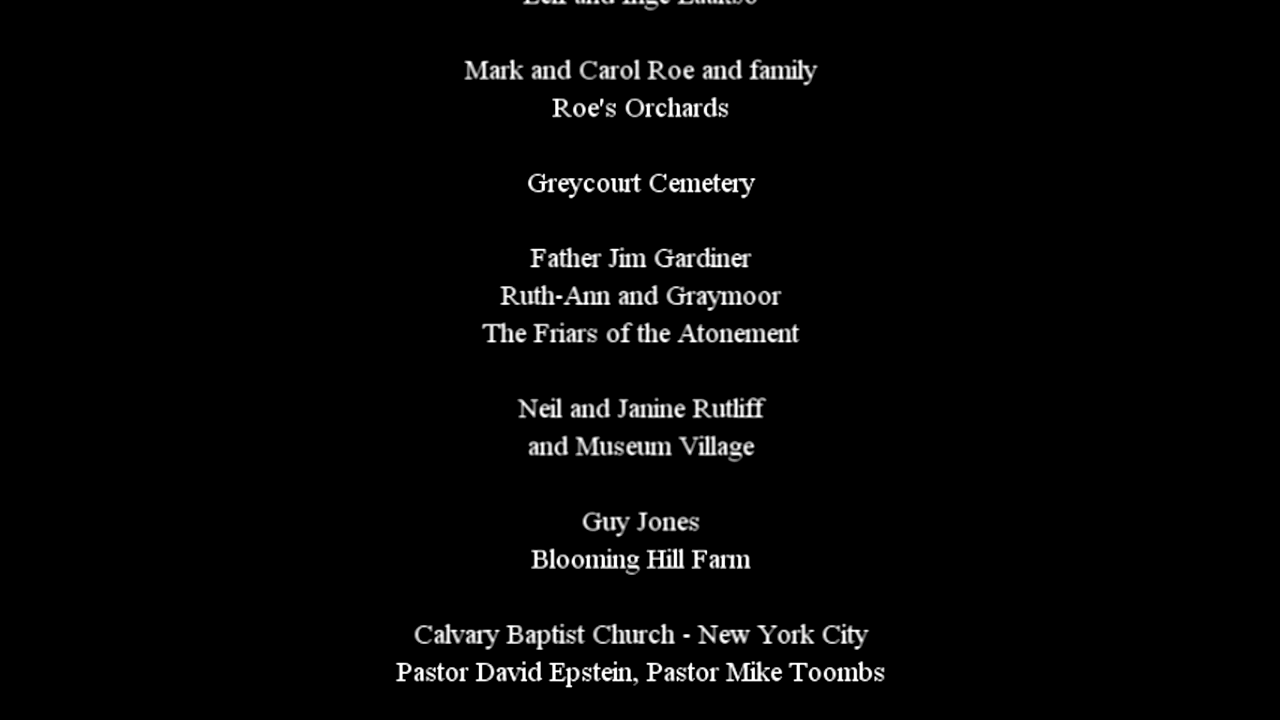 Mark and Carol Roe and family
Roe's Orchards
Greycourt Cemetery
Father Jim Gardiner
Ruth-Ann and Graymoor
The Friars of the Atonement
Neil and Janine Rutliff
and Museum Village
Guy Jones
Blooming Hill Farm
Calvary Baptist Church - New York City
Pastor David Epstein, Pastor Mike Toombs